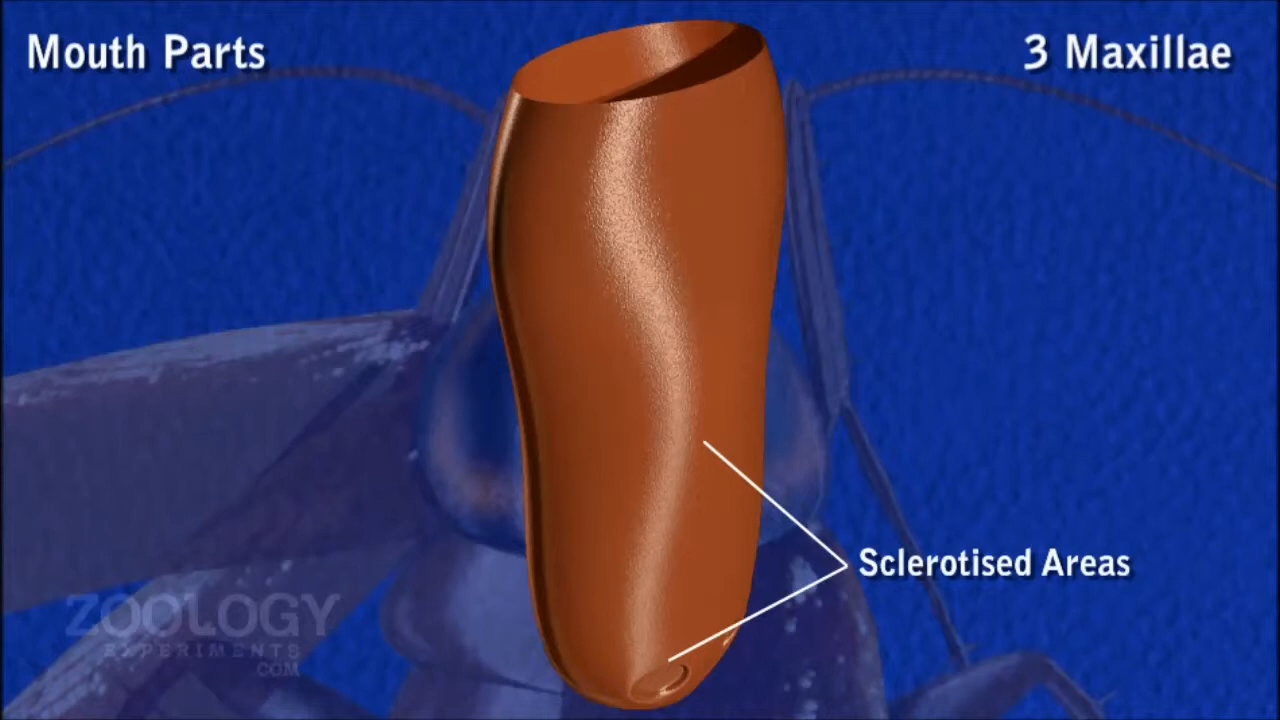 Mouth Parts
3 Maxillae
Sclerotised Areas
ZOOLOGY
EXPERIMENTS
.COM